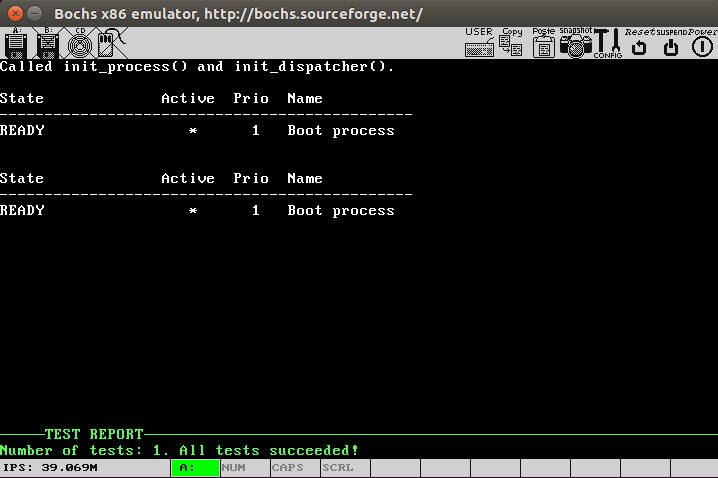 Bochs x86 emulator, http://bochs.sourceforge.net/
A: B: CD USER Copy Paste snapshot CONFIG Reset SUSPEND Power
Called init_process() and init_dispatcher().
State Active Prio Name
----------------------------------------------
READY * 1 Boot process
State Active Prio Name
----------------------------------------------
READY * 1 Boot process
TEST REPORT
Number of tests: 1. All tests succeeded!
IPS: 39.069M A: NUM CAPS SCRL